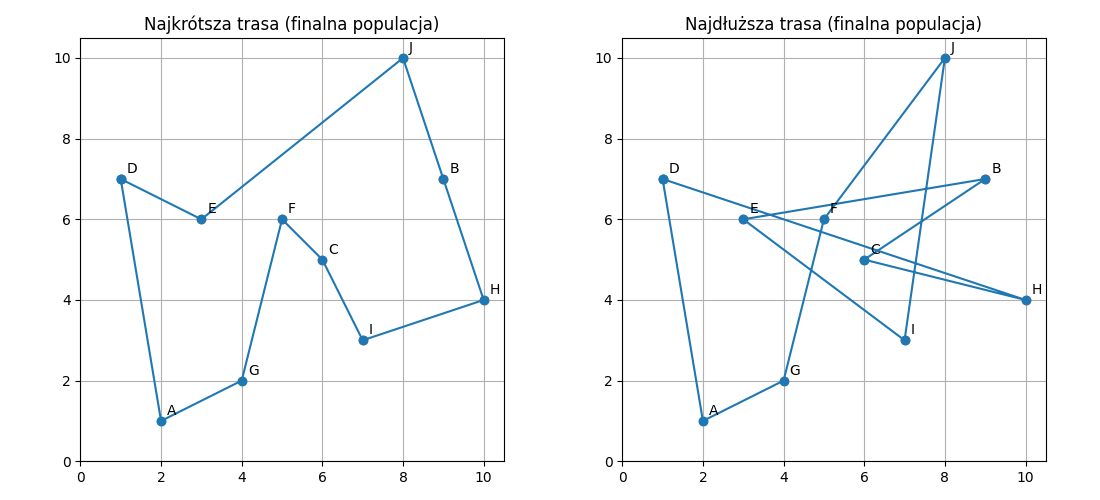 Najkrótsza trasa (finalna populacja)
10
8
6
4
2
0
0 2 4 6 8 10
J
D
B
E
F
C
H
I
G
A
Najdłuższa trasa (finalna populacja)
10
8
6
4
2
0
0 2 4 6 8 10
J
D
B
E
F
C
H
I
G
A